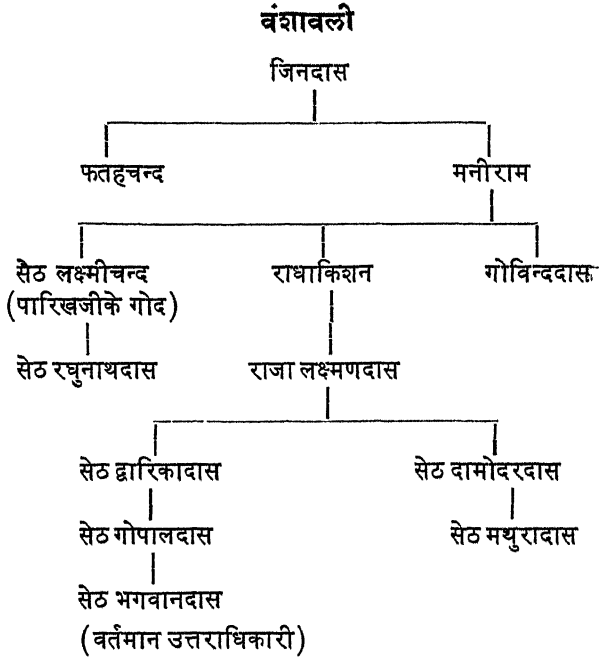 वंशावली
जिनदास
फतहचन्द मनीराम
सेठ लक्ष्मीचन्द राधाकिशन गोविन्ददास
(पारिखजीके गोद)
सेठ रघुनाथदास राजा लक्ष्मणदास
सेठ द्वारिकादास सेठ दामोदरदास
सेठ गोपालदास सेठ मथुरादास
सेठ भगवानदास
(वर्तमान उत्तराधिकारी)